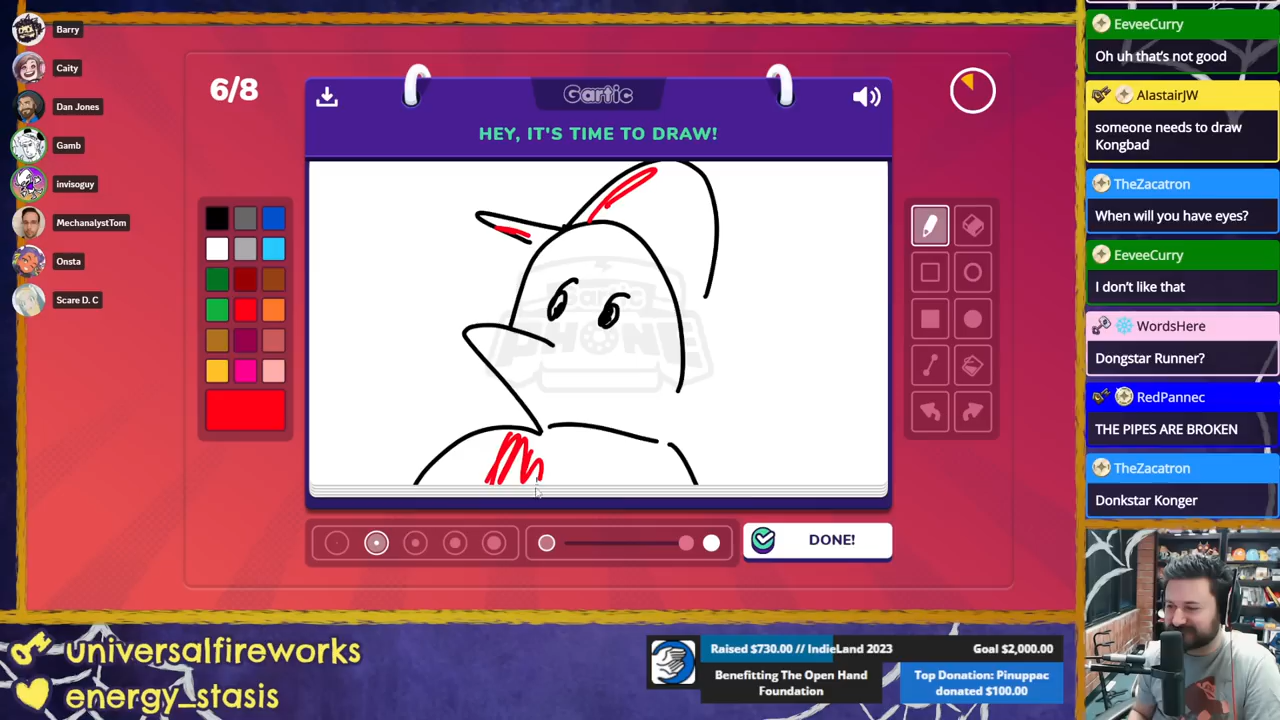 Barry
Caity
Dan Jones
Gamb
invisoguy
MechanalystTom
Onsta
Scare D. C
6/8
Gartic
HEY, IT'S TIME TO DRAW!
Gartic
PHONE
DONE!
EeveeCurry
Oh uh that's not good
AlastairJW
someone needs to draw
Kongbad
TheZacatron
When will you have eyes?
EeveeCurry
I don't like that
WordsHere
Dongstar Runner?
RedPannec
THE PIPES ARE BROKEN
TheZacatron
Donkstar Konger
universalfireworks
energy_stasis
Raised $730.00 // IndieLand 2023
Goal $2,000.00
Benefitting The Open Hand
Foundation
Top Donation: Pinuppac
donated $100.00